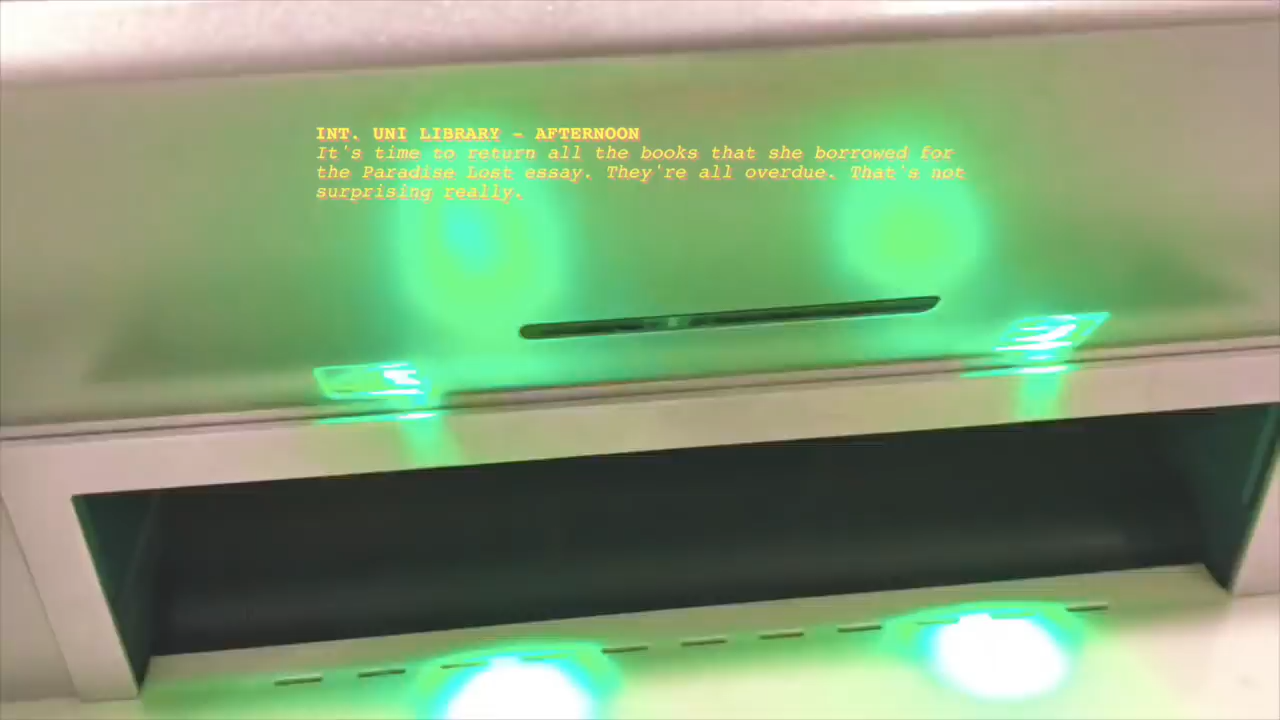 INT. UNI LIBRARY - AFTERNOON
It's time to return all the books that she borrowed for
the Paradise Lost essay. They're all overdue. That's not
surprising really.